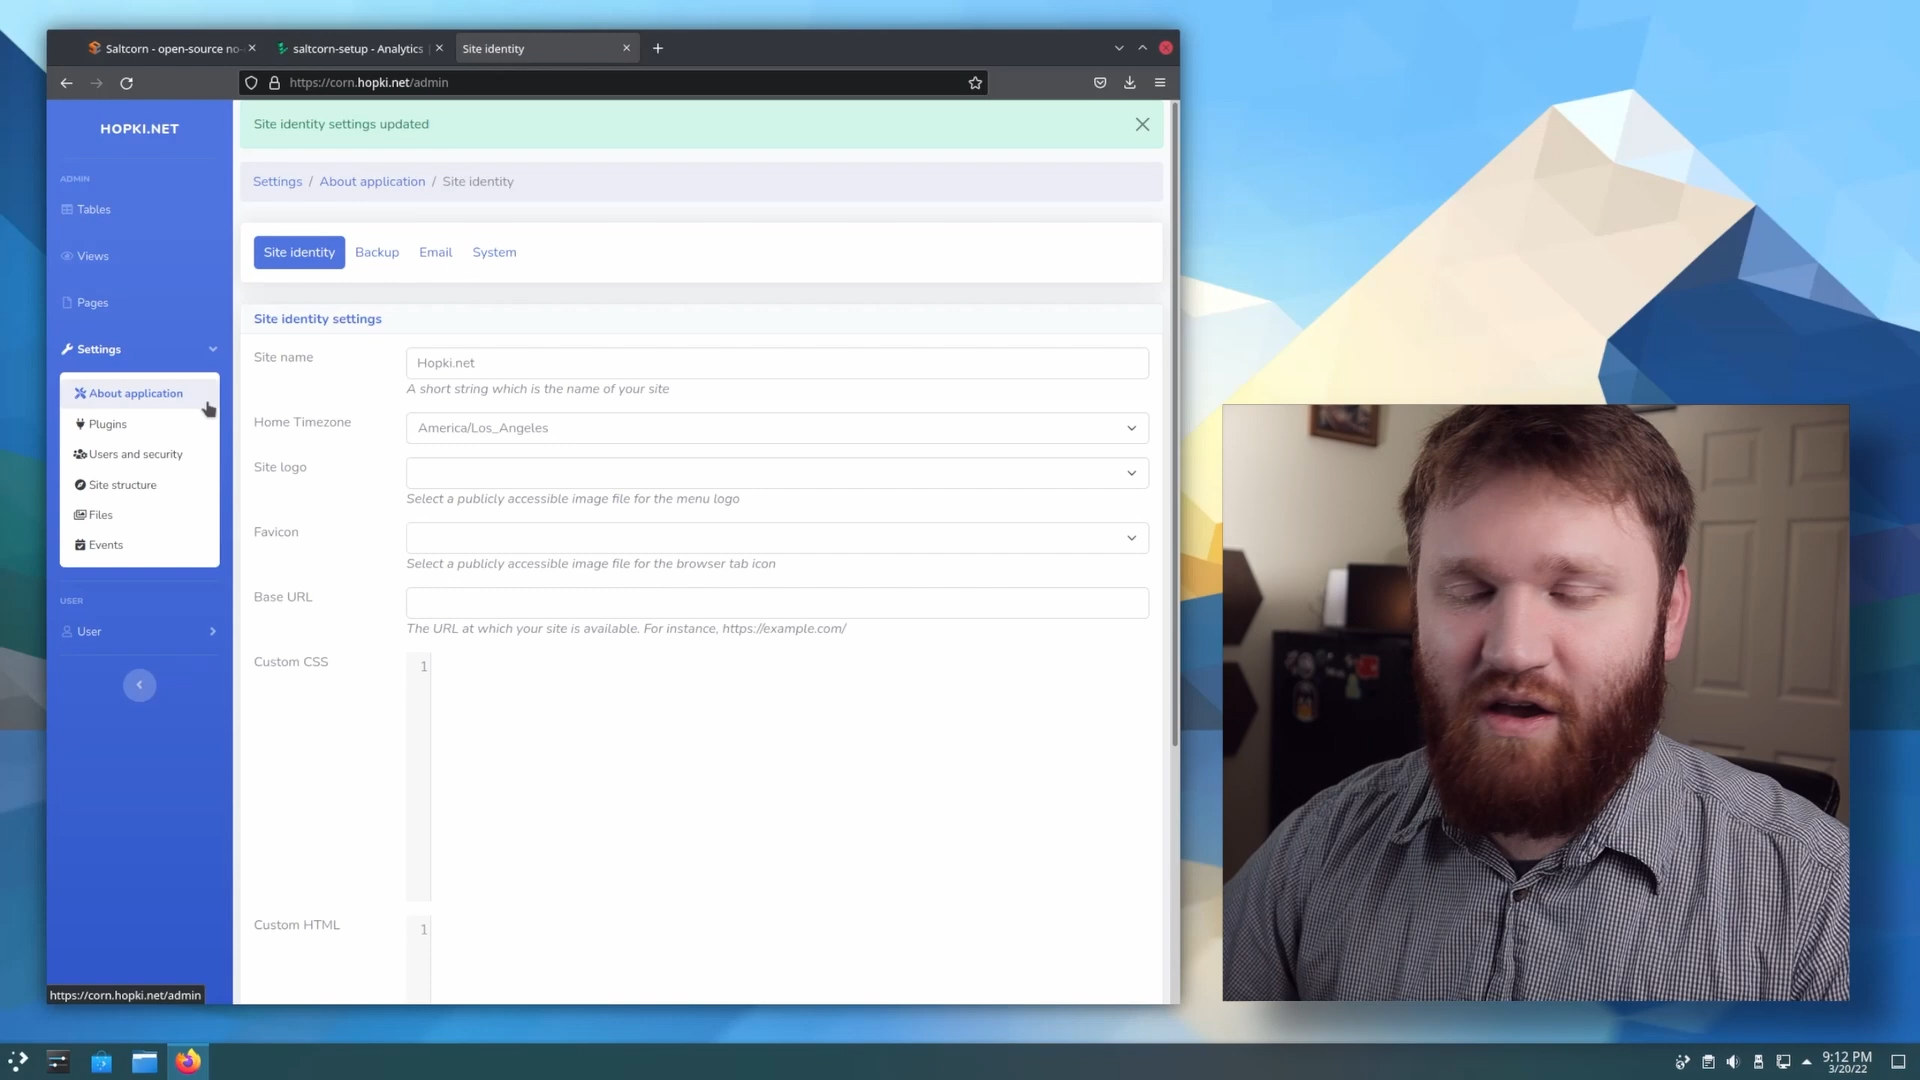 Saltcorn - open-source no-
saltcorn-setup - Analytics
Site identity
https://corn.hopki.net/admin
HOPKI.NET
ADMIN
Tables
Views
Pages
Settings
About application
Plugins
Users and security
Site structure
Files
Events
USER
User
https://corn.hopki.net/admin
Site identity settings updated
Settings / About application / Site identity
Site identity Backup Email System
Site identity settings
Site name
Hopki.net
A short string which is the name of your site
Home Timezone
America/Los_Angeles
Site logo
Select a publicly accessible image file for the menu logo
Favicon
Select a publicly accessible image file for the browser tab icon
Base URL
The URL at which your site is available. For instance, https://example.com/
Custom CSS
1
Custom HTML
1
9:12 PM
3/20/22